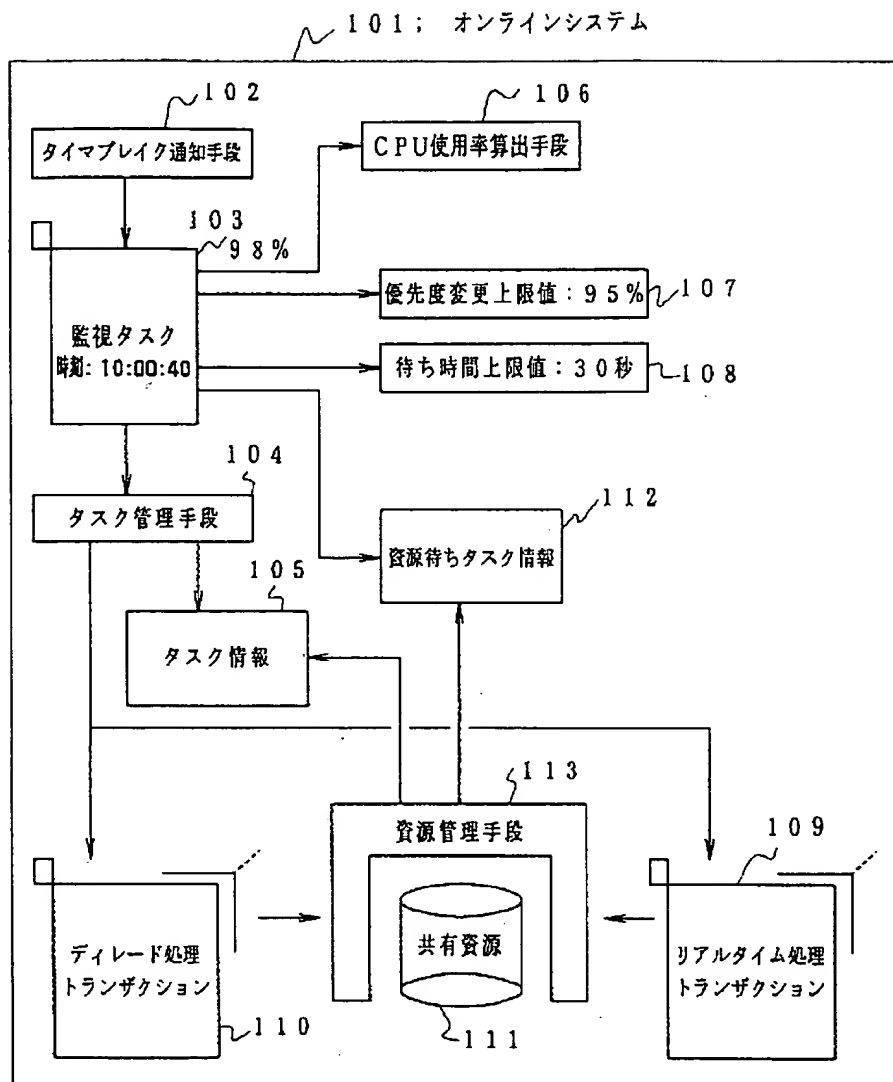 101; オンラインシステム
102
タイマブレイク通知手段
106
CPU使用率算出手段
103
98%
監視タスク
時刻: 10:00:40
優先度変更上限値：95%
107
待ち時間上限値：30秒
108
104
タスク管理手段
112
資源待ちタスク情報
105
タスク情報
113
資源管理手段
共有資源
111
ディレード処理
トランザクション
110
109
リアルタイム処理
トランザクション